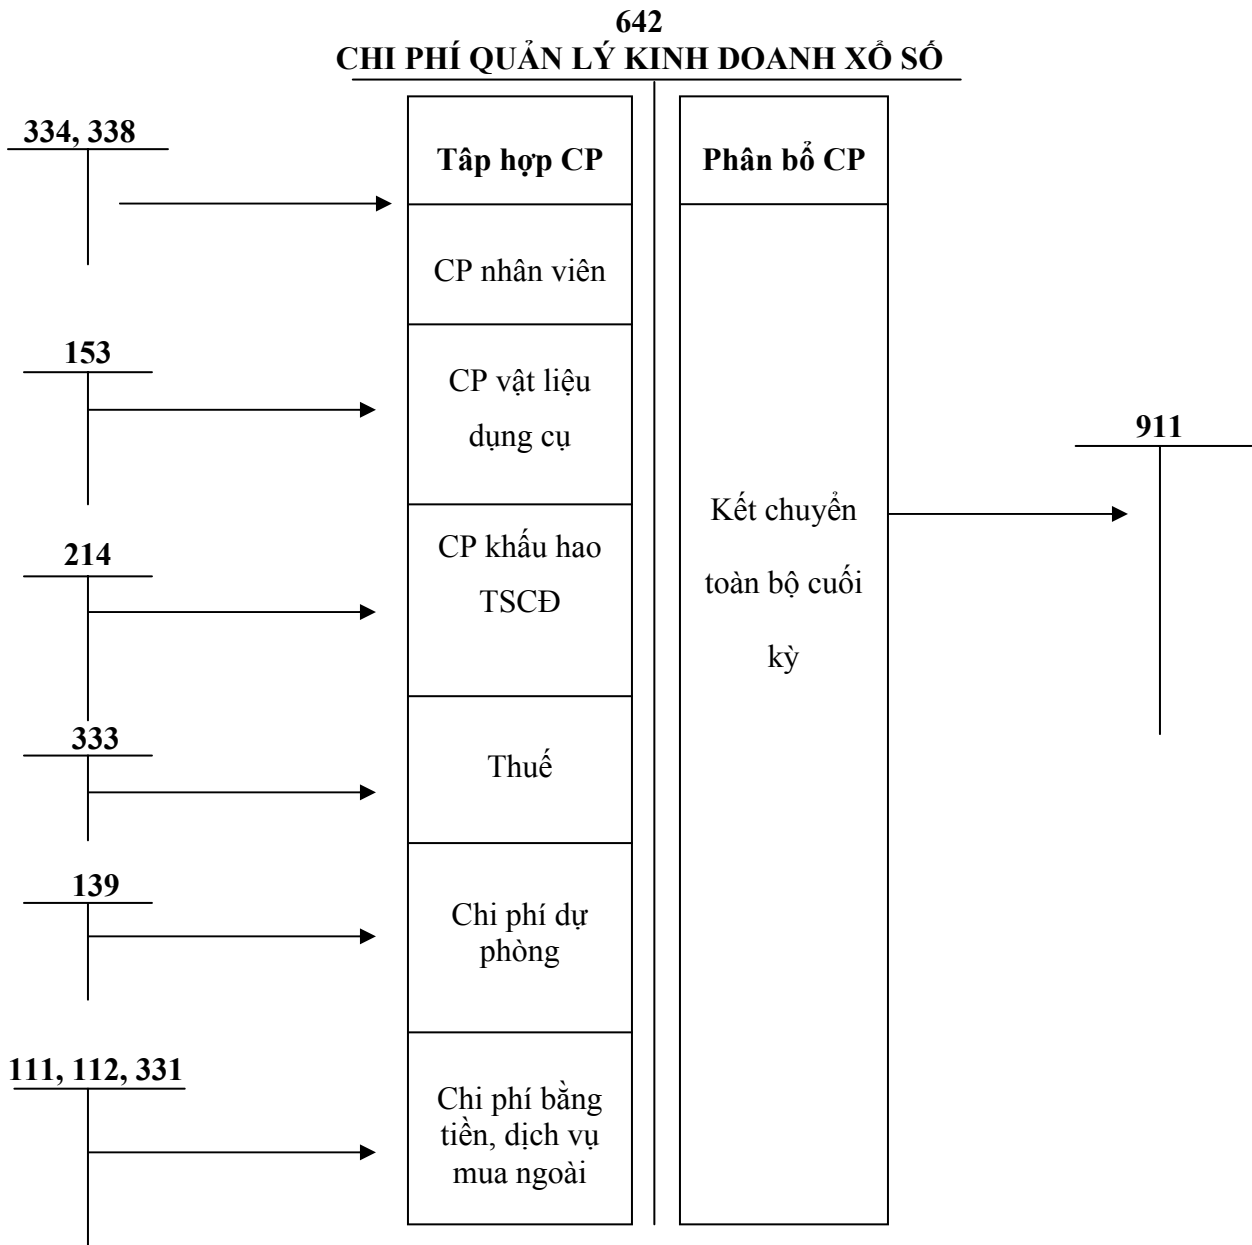 642
CHI PHÍ QUẢN LÝ KINH DOANH XỔ SỐ
334, 338
Tâp hợp CP
Phân bổ CP
CP nhân viên
153
CP vật liệu
dụng cụ
911
Kết chuyển
toàn bộ cuối
kỳ
214
CP khấu hao
TSCĐ
333
Thuế
139
Chi phí dự
phòng
111, 112, 331
Chi phí bằng
tiền, dịch vụ
mua ngoài